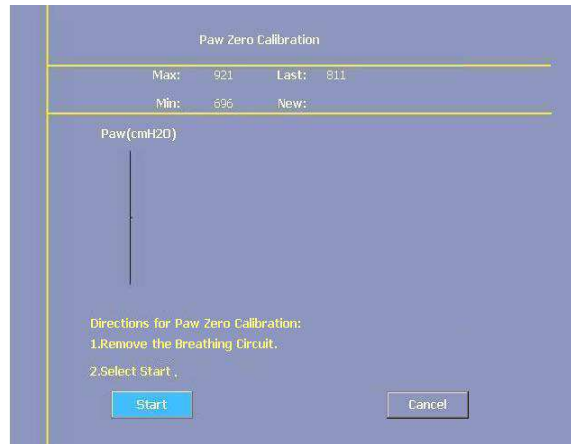 Paw Zero Calibration
Max: 921 Last: 811
Min: 696 New:
Paw(cmH2O)
Directions for Paw Zero Calibration:
1.Remove the Breathing Circuit.
2.Select Start .
Start Cancel